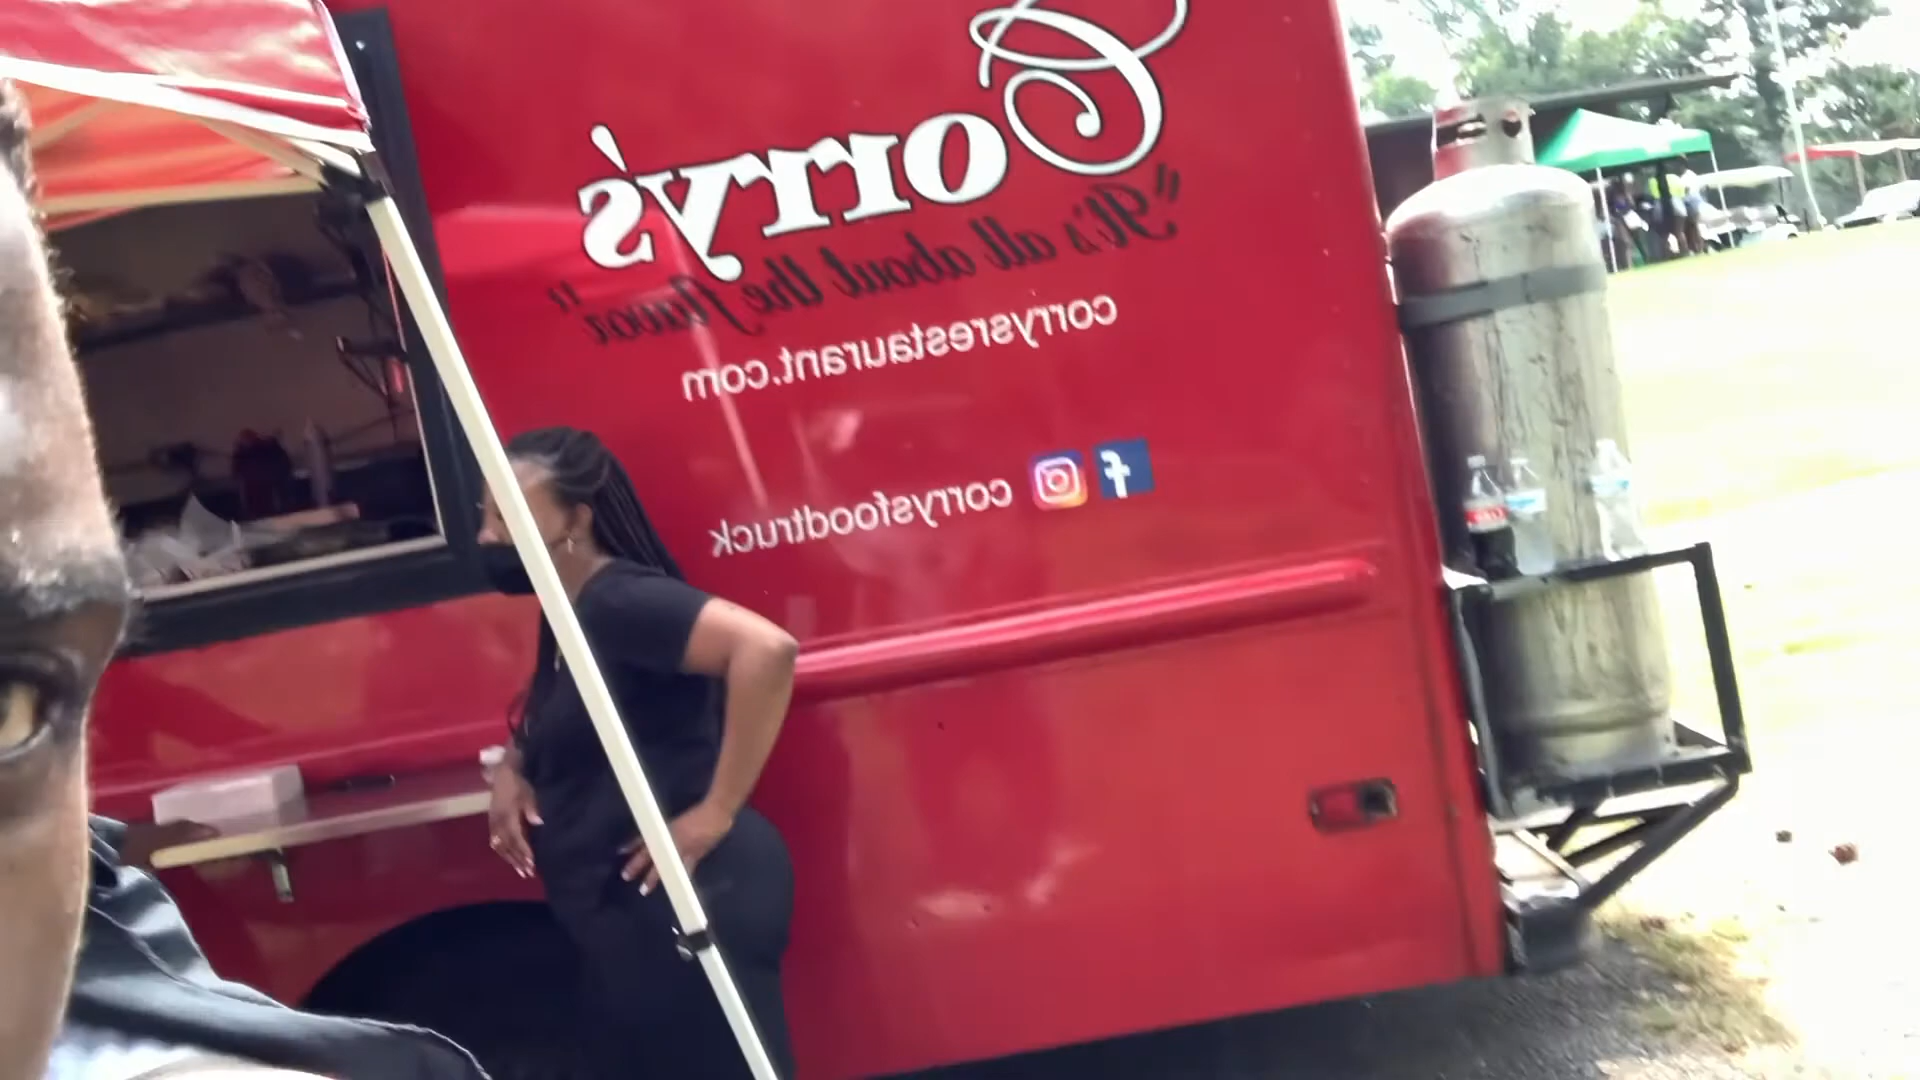 Corry's
"It's all about the flavor"
corrysrestaurant.com
corrysfoodtruck